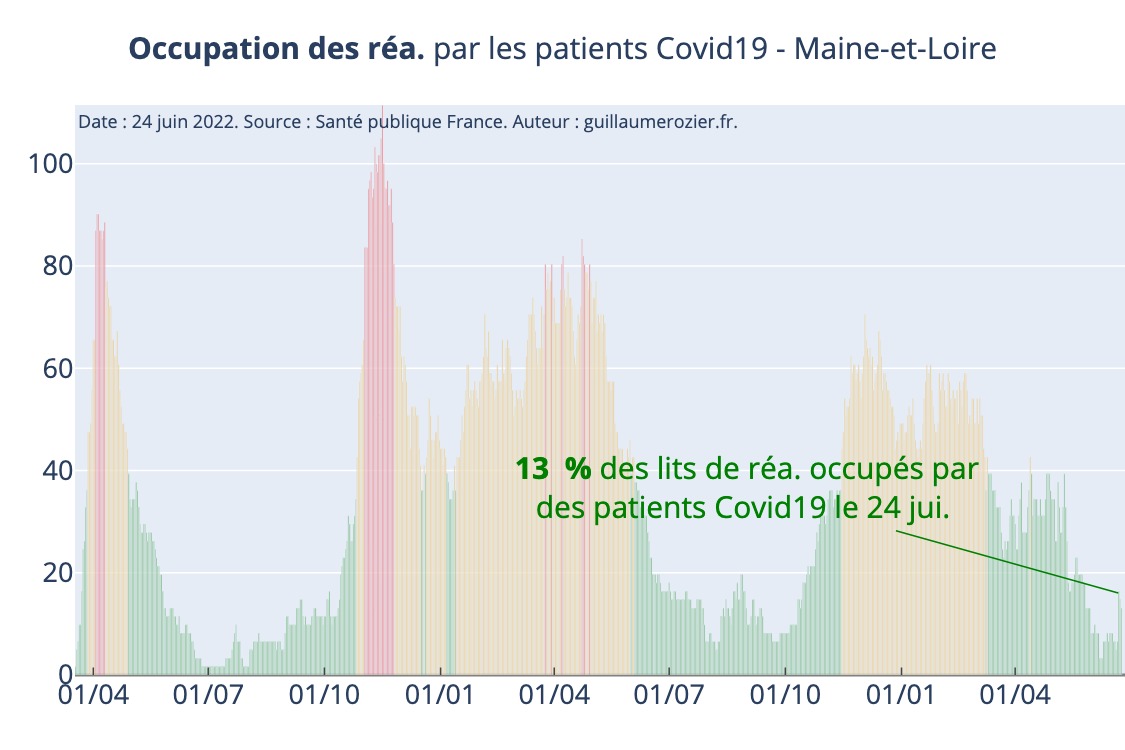 Occupation des réa. par les patients Covid19 - Maine-et-Loire
Date : 24 juin 2022. Source : Santé publique France. Auteur : guillaumerozier.fr.
100
80
60
40
20
0
13 % des lits de réa. occupés par
des patients Covid19 le 24 jui.
01/04 01/07 01/10 01/01 01/04 01/07 01/10 01/01 01/04